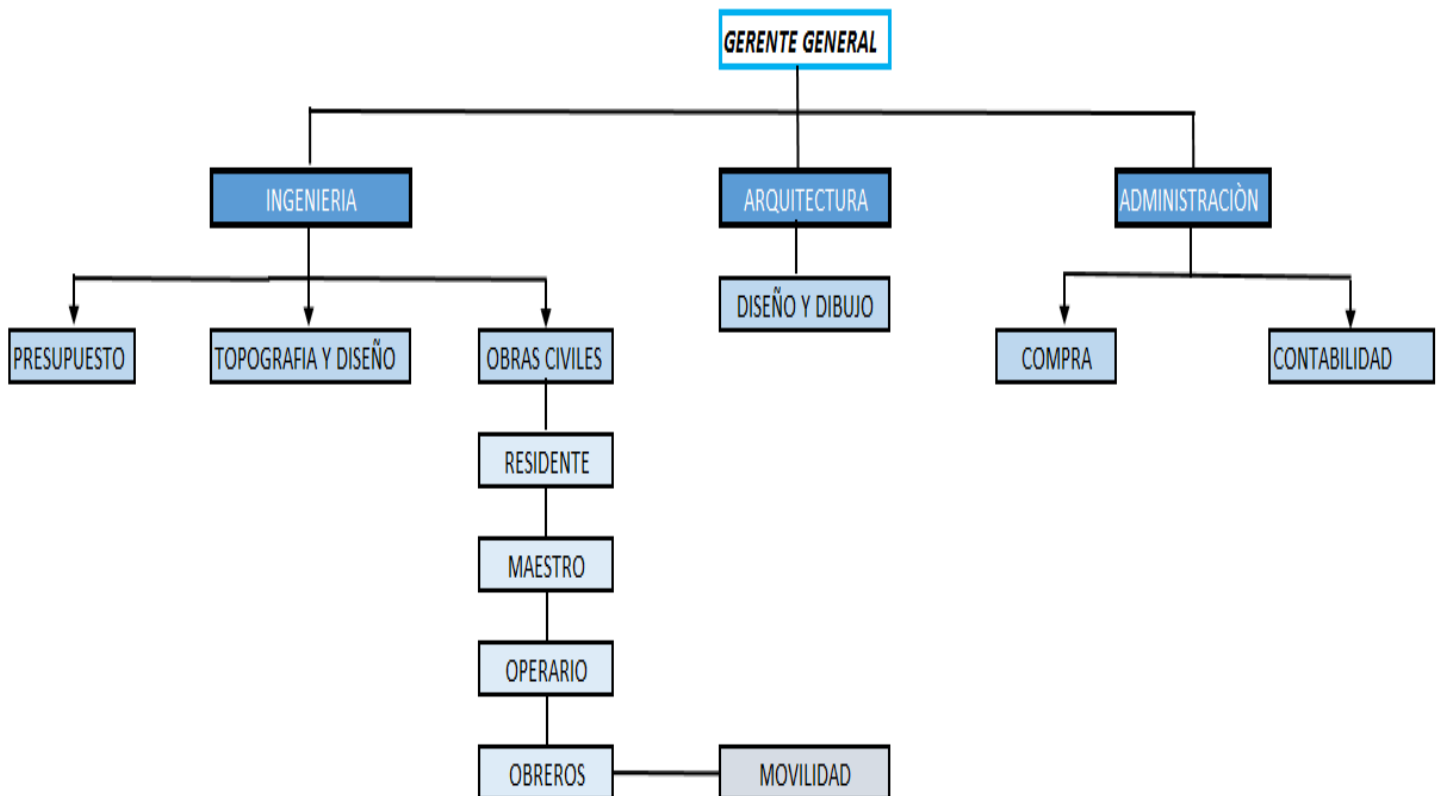 GERENTE GENERAL
INGENIERIA
ARQUITECTURA
ADMINISTRACIÒN
DISEÑO Y DIBUJO
PRESUPUESTO
TOPOGRAFIA Y DISEÑO
OBRAS CIVILES
COMPRA
CONTABILIDAD
RESIDENTE
MAESTRO
OPERARIO
OBREROS
MOVILIDAD